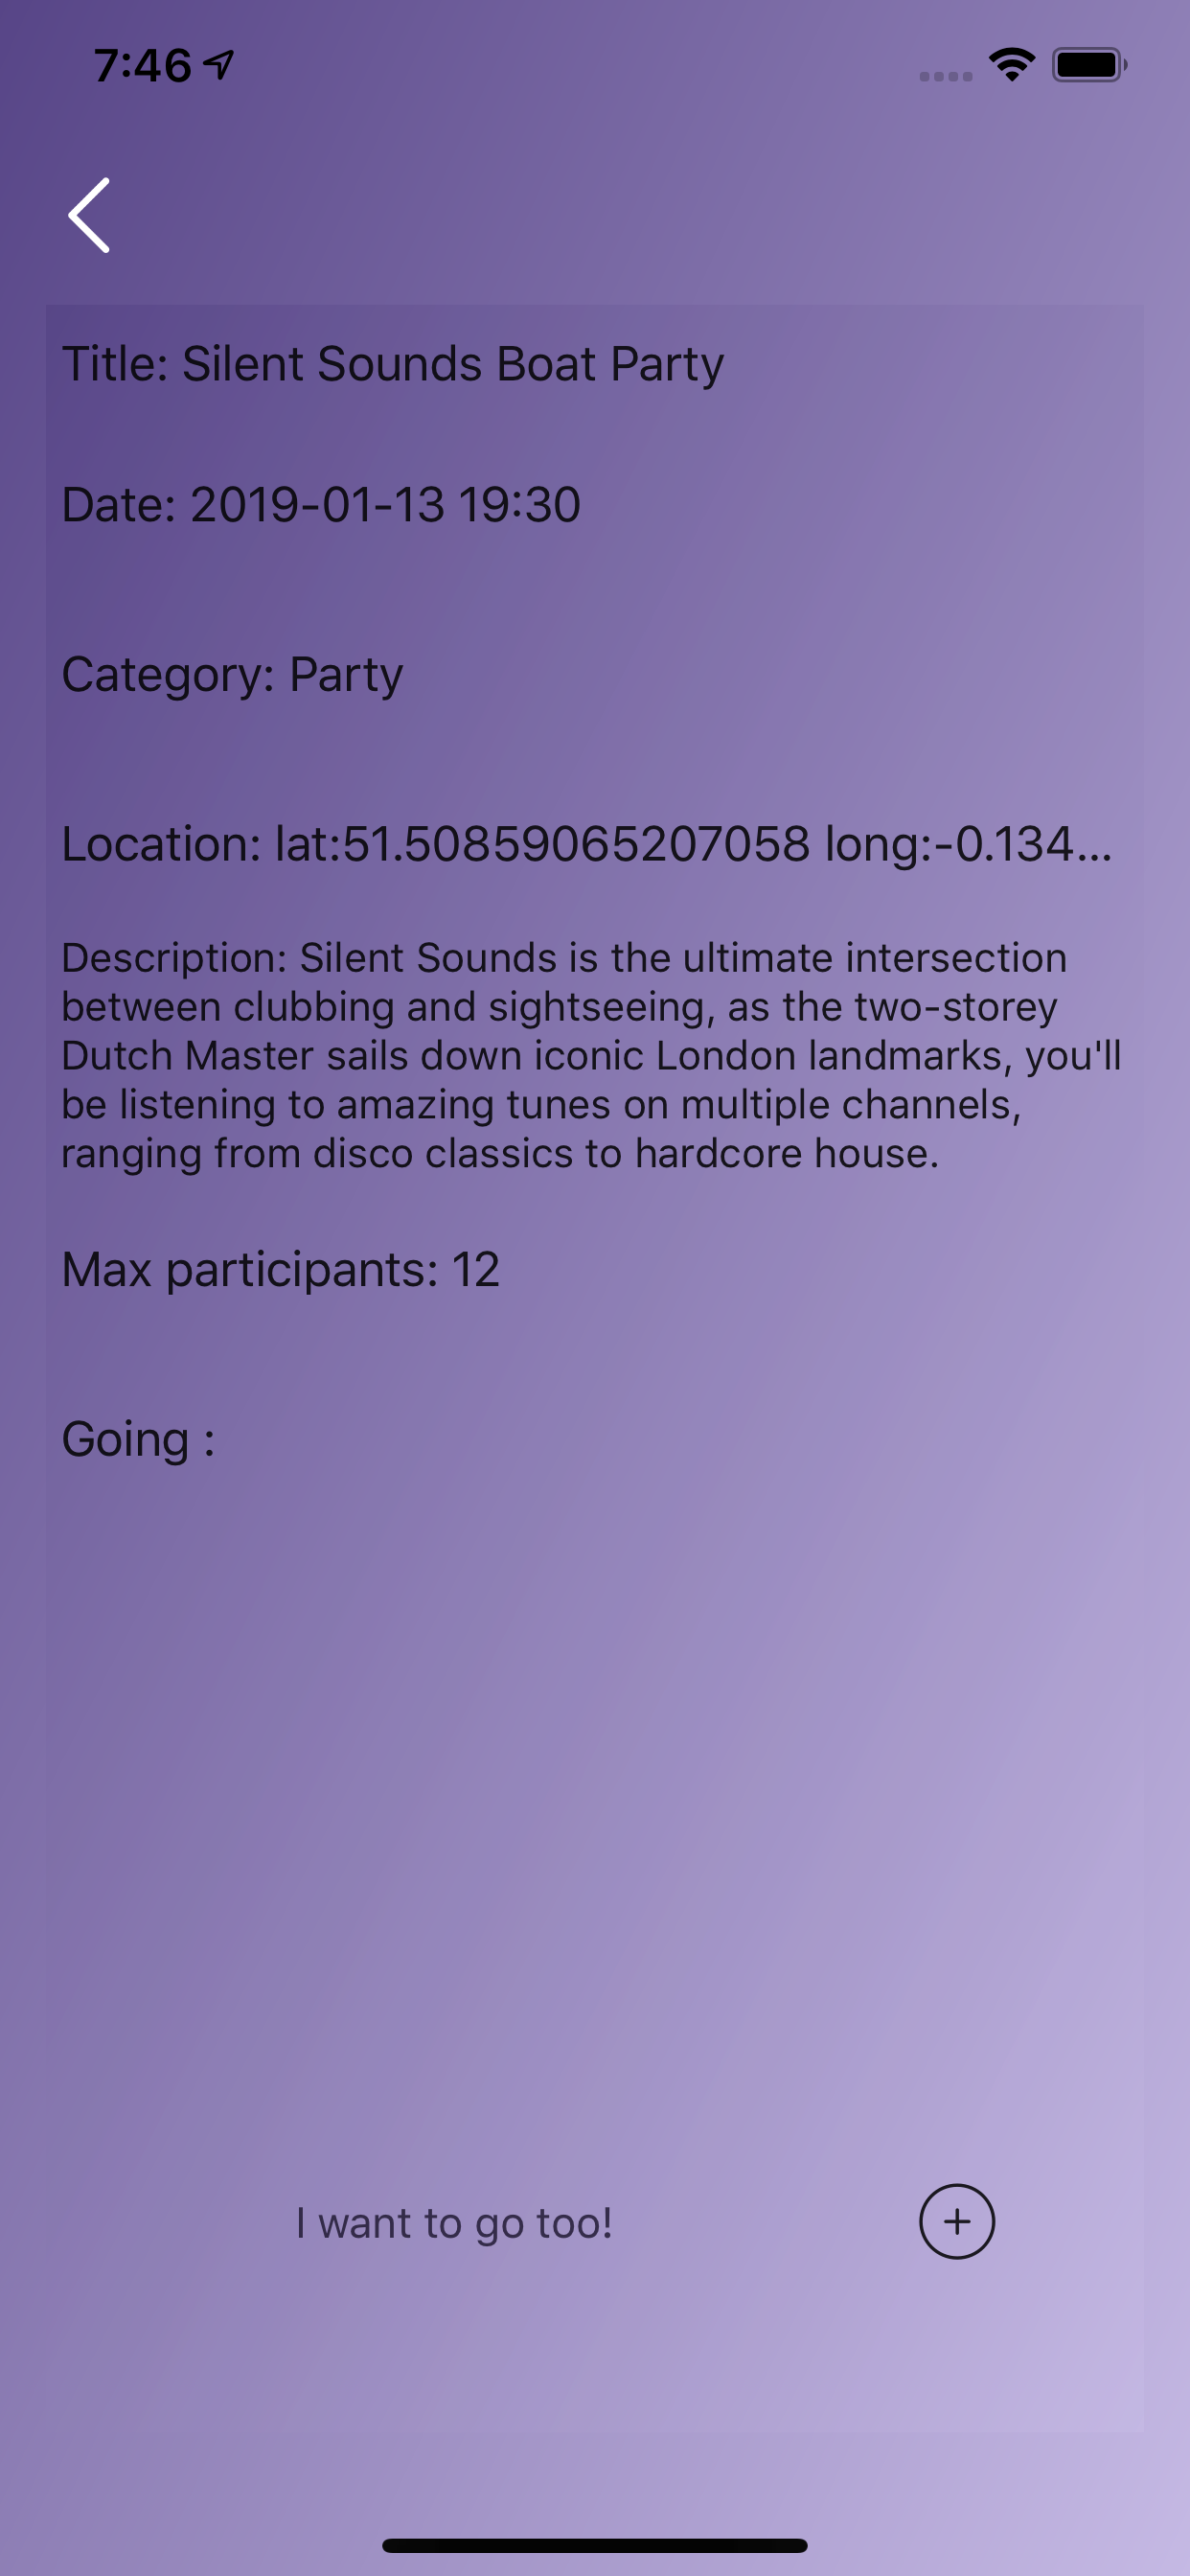 7:46
Title: Silent Sounds Boat Party
Date: 2019-01-13 19:30
Category: Party
Location: lat:51.50859065207058 long:-0.134...
Description: Silent Sounds is the ultimate intersection
between clubbing and sightseeing, as the two-storey
Dutch Master sails down iconic London landmarks, you'll
be listening to amazing tunes on multiple channels,
ranging from disco classics to hardcore house.
Max participants: 12
Going :
I want to go too!